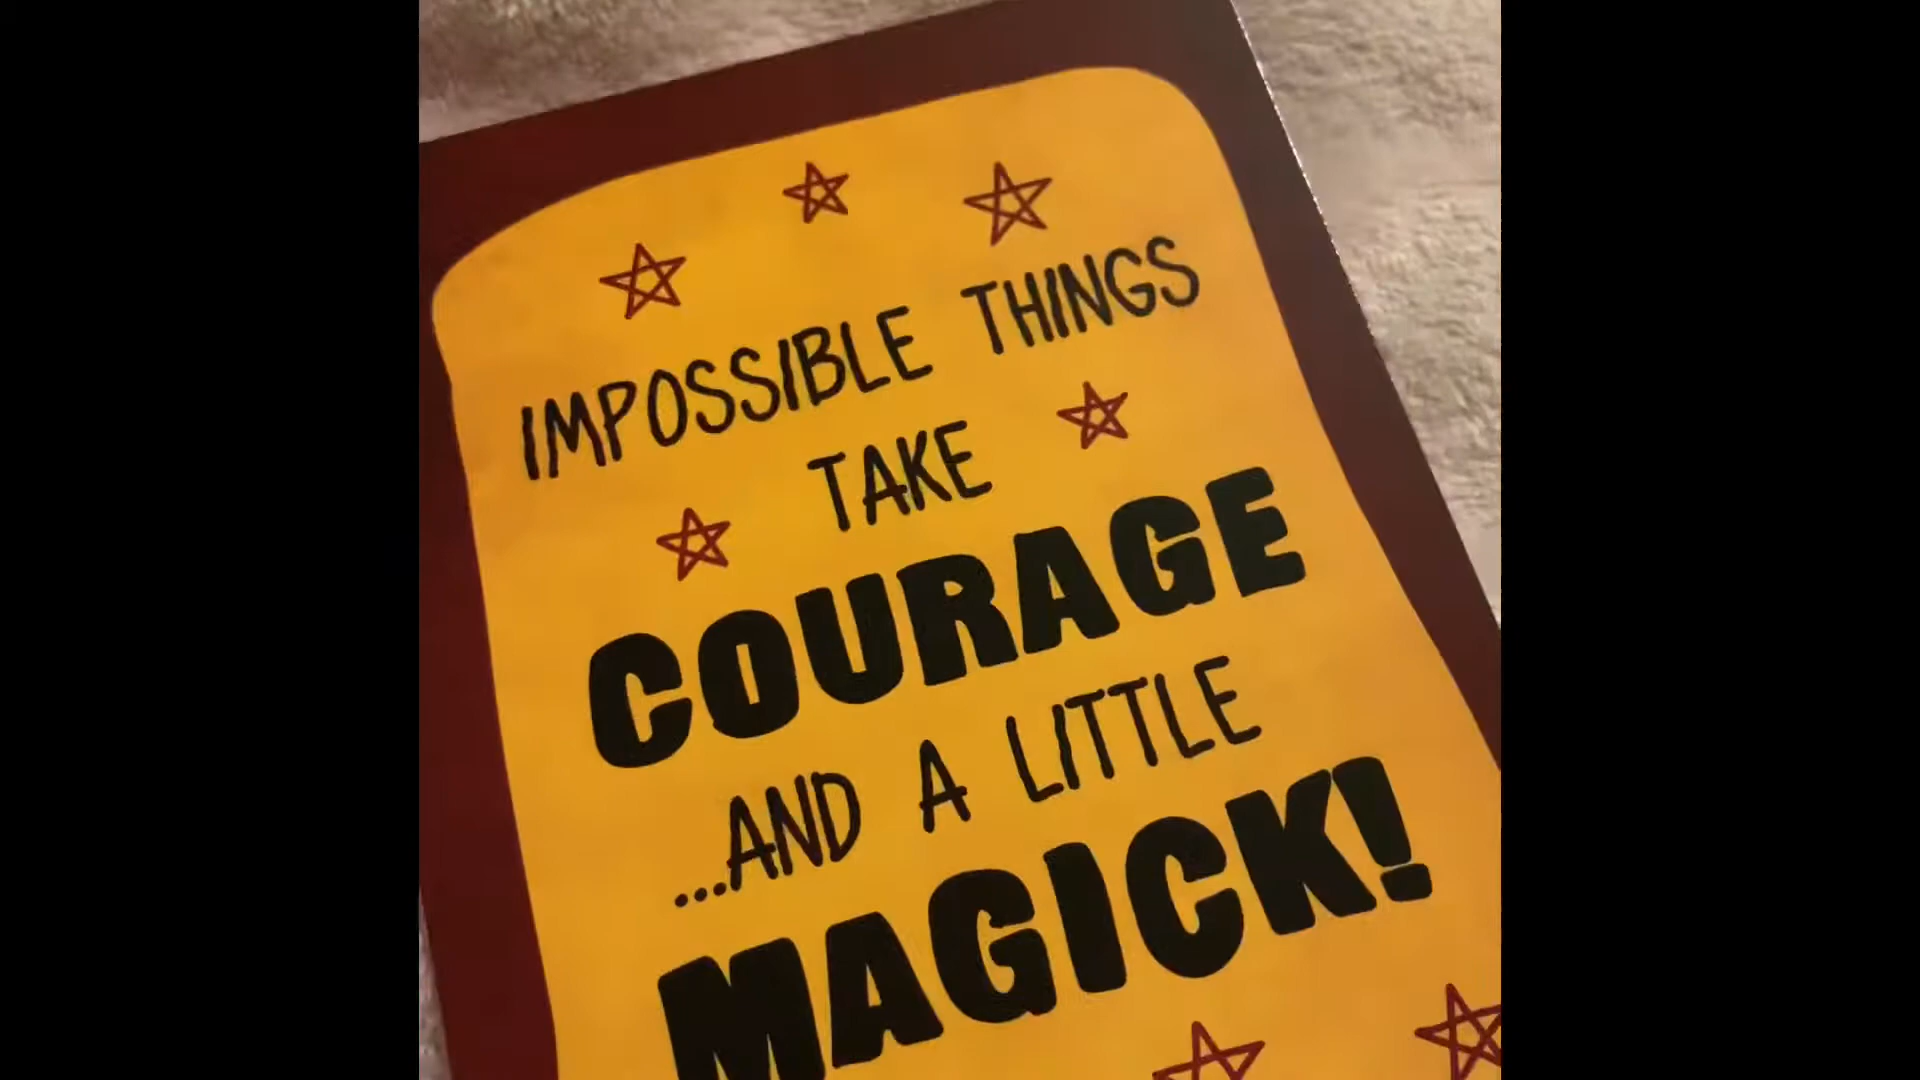 IMPOSSIBLE THINGS
TAKE
COURAGE
...AND A LITTLE
MAGICK!